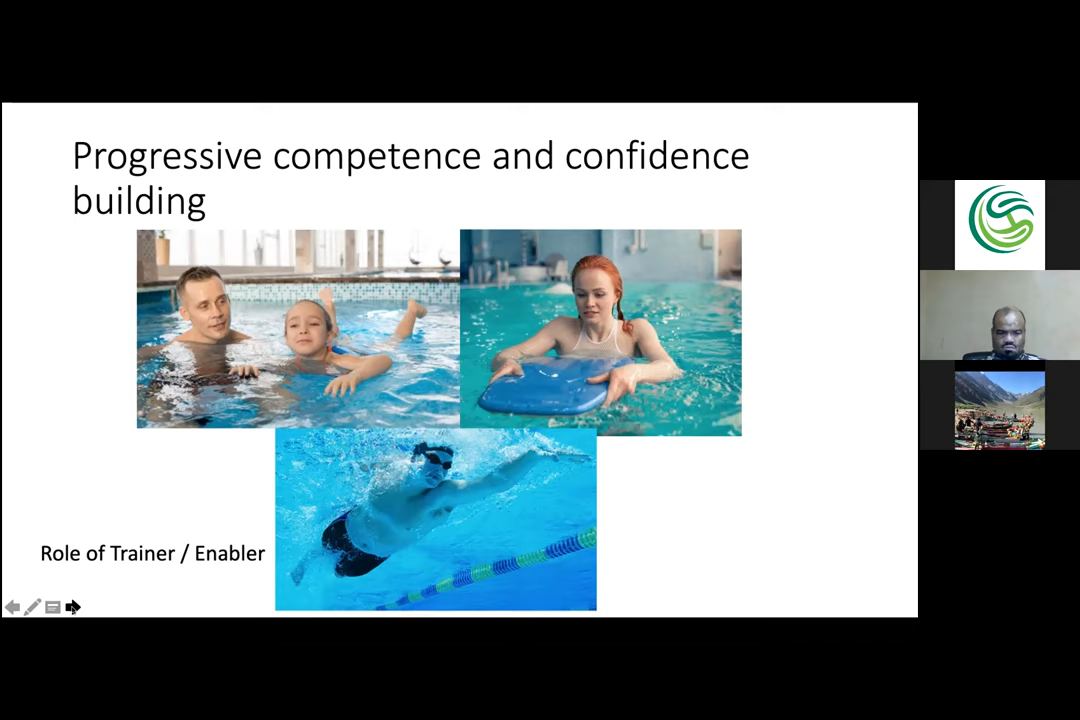 Progressive competence and confidence
building
Role of Trainer / Enabler